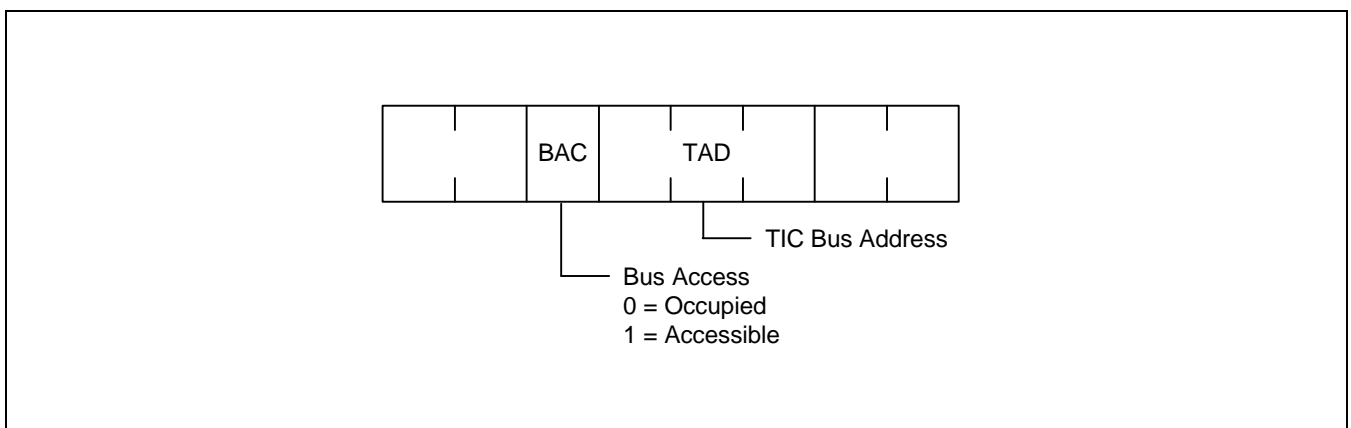 BAC TAD
TIC Bus Address
Bus Access
0 = Occupied
1 = Accessible